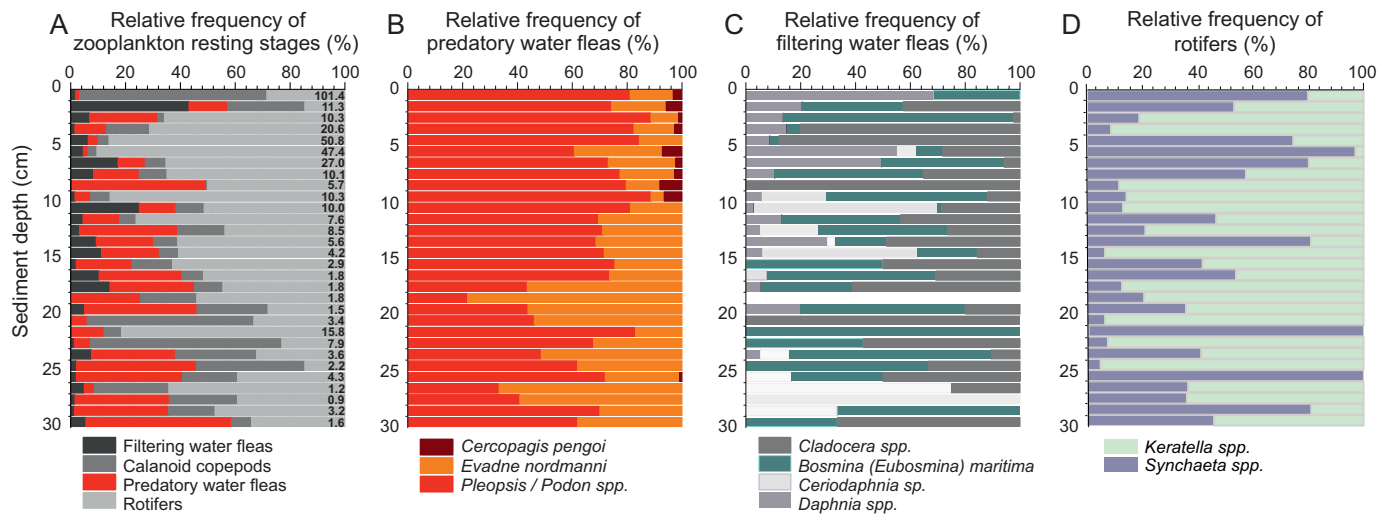 A
Relative frequency of
zooplankton resting stages (%)
0 20 40 60 80 100
Sediment depth (cm)
0
5
10
15
20
25
30
101.4
11.3
10.3
20.6
50.8
47.4
27.0
10.1
5.7
10.3
10.0
7.6
8.5
5.6
4.2
2.9
1.8
1.8
1.8
1.5
3.4
15.8
7.9
3.6
2.2
4.3
1.2
0.9
3.2
1.6
Filtering water fleas
Calanoid copepods
Predatory water fleas
Rotifers
B
Relative frequency of
predatory water fleas (%)
0 20 40 60 80 100
0
5
10
15
20
25
30
Cercopagis pengoi
Evadne nordmanni
Pleopsis / Podon spp.
C
Relative frequency of
filtering water fleas (%)
0 20 40 60 80 100
0
5
10
15
20
25
30
Cladocera spp.
Bosmina (Eubosmina) maritima
Ceriodaphnia sp.
Daphnia spp.
D
Relative frequency of
rotifers (%)
0 20 40 60 80 100
0
5
10
15
20
25
30
Keratella spp.
Synchaeta spp.